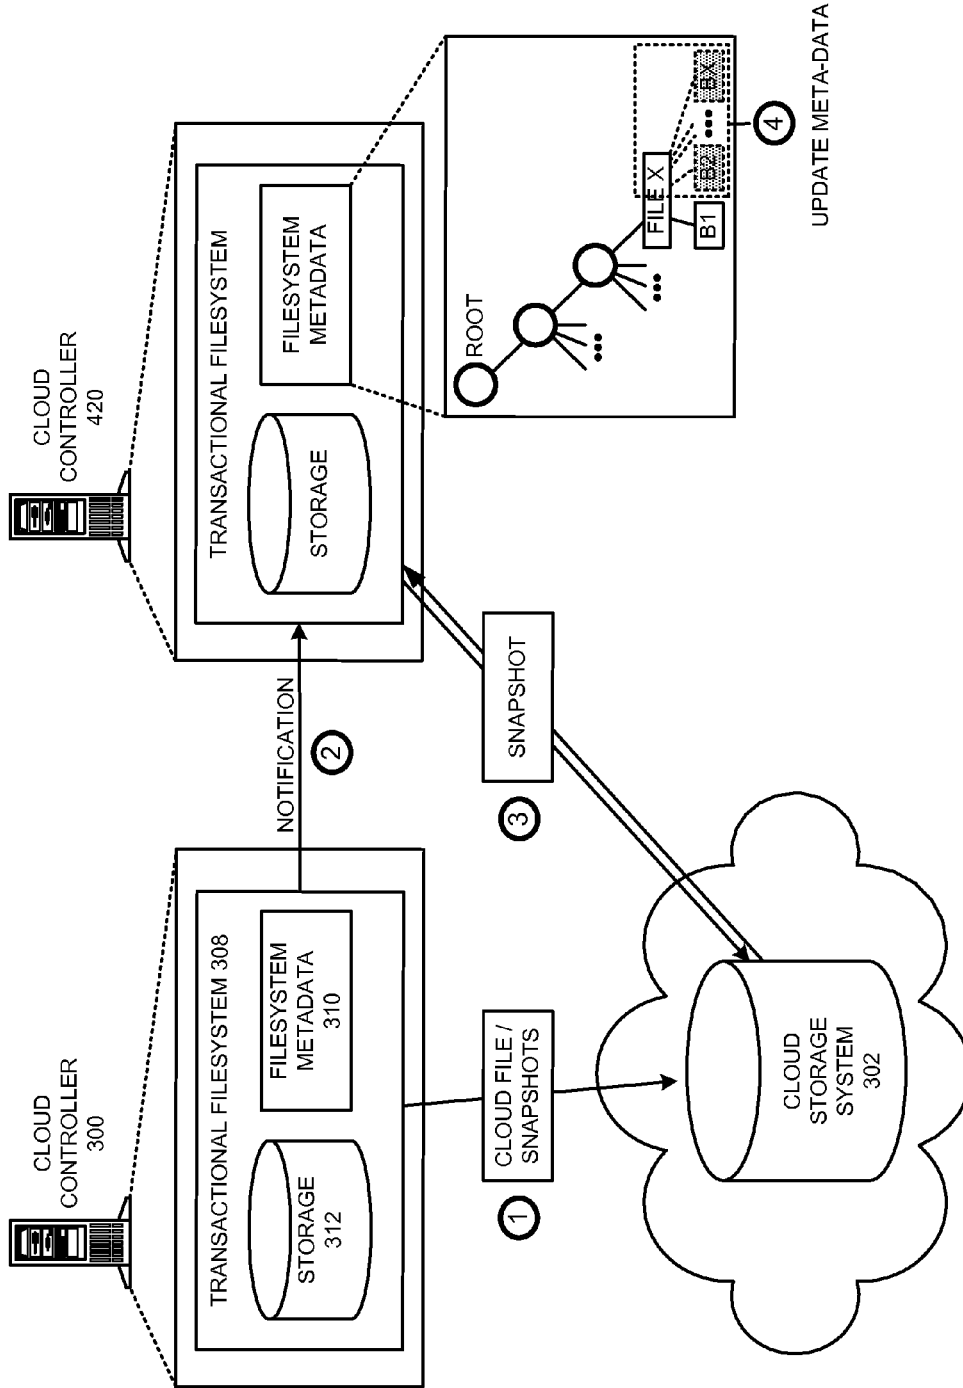 CLOUD
CONTROLLER
300
TRANSACTIONAL FILESYSTEM 308
STORAGE
312
FILESYSTEM
METADATA
310
NOTIFICATION
2
CLOUD
CONTROLLER
420
TRANSACTIONAL FILESYSTEM
STORAGE
FILESYSTEM
METADATA
1
CLOUD FILE /
SNAPSHOTS
3
SNAPSHOT
CLOUD
STORAGE
SYSTEM
302
ROOT
FILE X
B1
B2
BX
4
UPDATE META-DATA